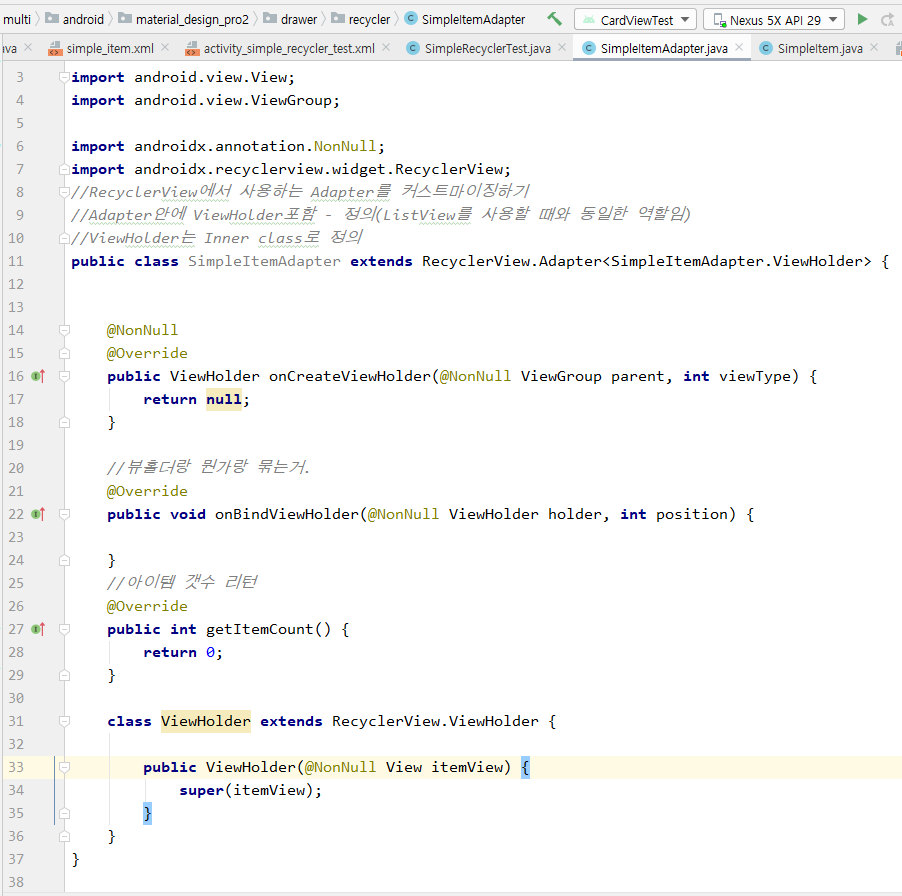 multi android material_design_pro2 drawer recycler SimpleItemAdapter CardViewTest Nexus 5X API 29
ava simple_item.xml activity_simple_recycler_test.xml SimpleRecyclerTest.java SimpleItemAdapter.java SimpleItem.java
3 import android.view.View;
4 import android.view.ViewGroup;
5
6 import androidx.annotation.NonNull;
7 import androidx.recyclerview.widget.RecyclerView;
8 //RecyclerView에서 사용하는 Adapter를 커스트마이징하기
9 //Adapter안에 ViewHolder포함 - 정의(ListView를 사용할 때와 동일한 역할임)
10 //ViewHolder는 Inner class로 정의
11 public class SimpleItemAdapter extends RecyclerView.Adapter<SimpleItemAdapter.ViewHolder> {
12
13
14 @NonNull
15 @Override
16 public ViewHolder onCreateViewHolder(@NonNull ViewGroup parent, int viewType) {
17 return null;
18 }
19
20 //뷰홀더랑 뭔가랑 묶는거.
21 @Override
22 public void onBindViewHolder(@NonNull ViewHolder holder, int position) {
23
24 }
25 //아이템 갯수 리턴
26 @Override
27 public int getItemCount() {
28 return 0;
29 }
30
31 class ViewHolder extends RecyclerView.ViewHolder {
32
33 public ViewHolder(@NonNull View itemView) {
34 super(itemView);
35 }
36 }
37 }
38